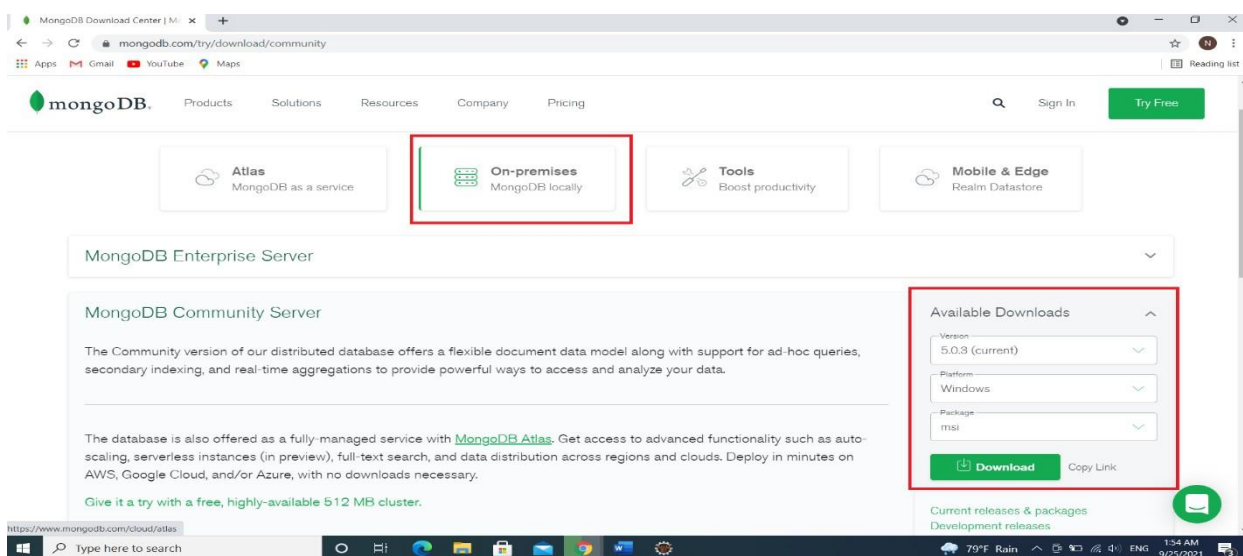 MongoDB Download Center | M
mongodb.com/try/download/community
N
Apps Gmail YouTube Maps Reading list
mongoDB. Products Solutions Resources Company Pricing Sign In Try Free
Atlas
MongoDB as a service
On-premises
MongoDB locally
Tools
Boost productivity
Mobile & Edge
Realm Datastore
MongoDB Enterprise Server
MongoDB Community Server
The Community version of our distributed database offers a flexible document data model along with support for ad-hoc queries,
secondary indexing, and real-time aggregations to provide powerful ways to access and analyze your data.
The database is also offered as a fully-managed service with MongoDB Atlas. Get access to advanced functionality such as auto-
scaling, serverless instances (in preview), full-text search, and data distribution across regions and clouds. Deploy in minutes on
AWS, Google Cloud, and/or Azure, with no downloads necessary.
Give it a try with a free, highly-available 512 MB cluster.
Available Downloads
Version
5.0.3 (current)
Platform
Windows
Package
msi
Download Copy Link
Current releases & packages
Development releases
https://www.mongodb.com/cloud/atlas
Type here to search
79°F Rain ENG
1:54 AM
9/25/2021
3